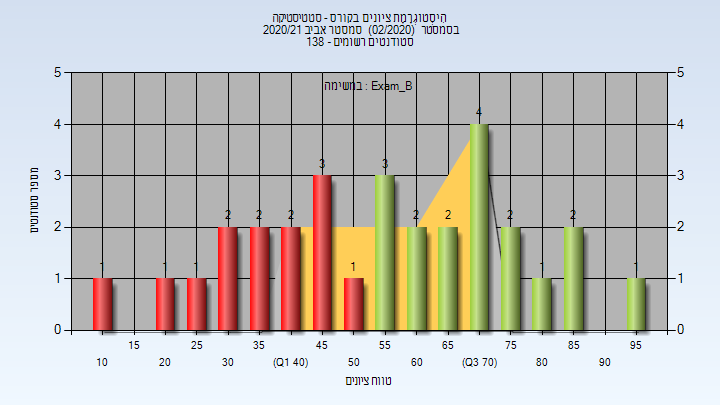 היסטוגרמת ציונים בקורס - סטטיסטיקה
בסמסטר (02/2020) סמסטר אביב 2020/21
סטודנטים רשומים - 138
במשימה : Exam_B
מספר סטודנטים
5 5
4 4
3 3
2 2
1 1
0 0
1 1 1 2 2 2 3 1 3 2 2 4 2 1 2 1
15 25 35 45 55 65 75 85 95
10 20 30 (Q1 40) 50 60 (Q3 70) 80 90
טווח ציונים